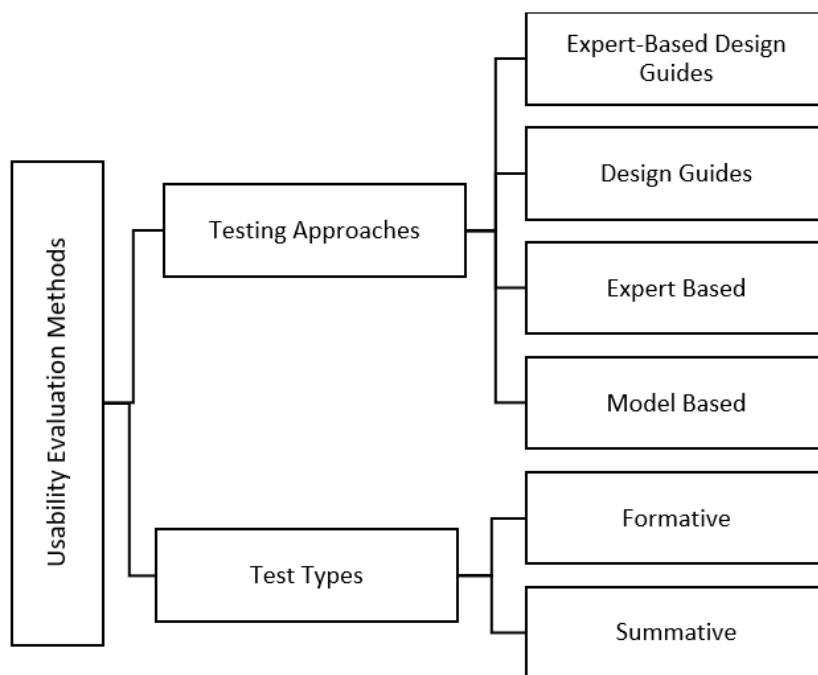 Usability Evaluation Methods
Testing Approaches
Expert-Based Design
Guides
Design Guides
Expert Based
Model Based
Test Types
Formative
Summative